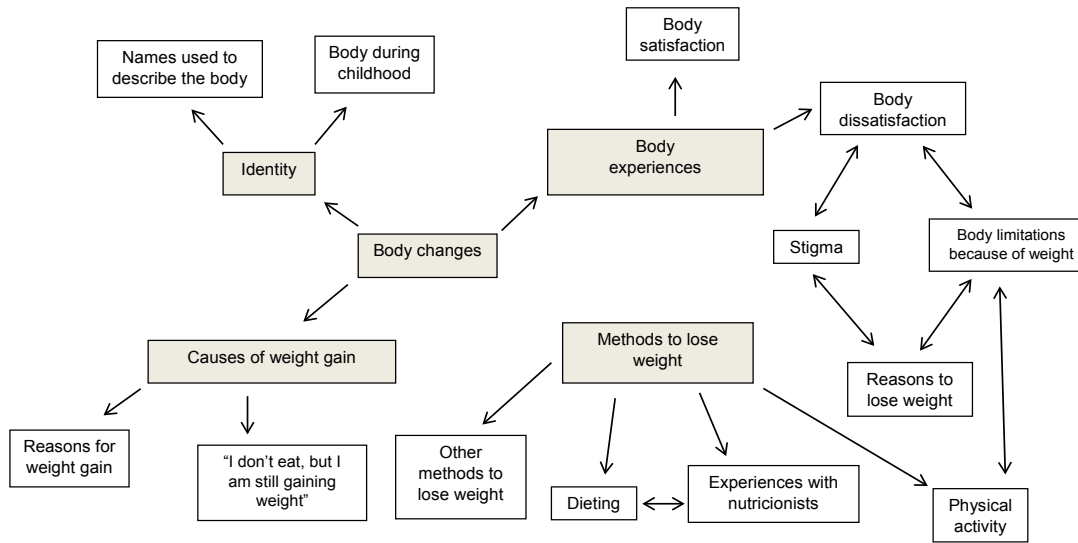 Body
satisfaction
Names used to
describe the body
Body during
childhood
Body
dissatisfaction
Body
experiences
Identity
Body changes
Stigma
Body limitations
because of weight
Causes of weight gain
Methods to lose
weight
Reasons to
lose weight
Reasons for
weight gain
“I don’t eat, but I
am still gaining
weight”
Other
methods to
lose weight
Dieting
Experiences with
nutricionists
Physical
activity